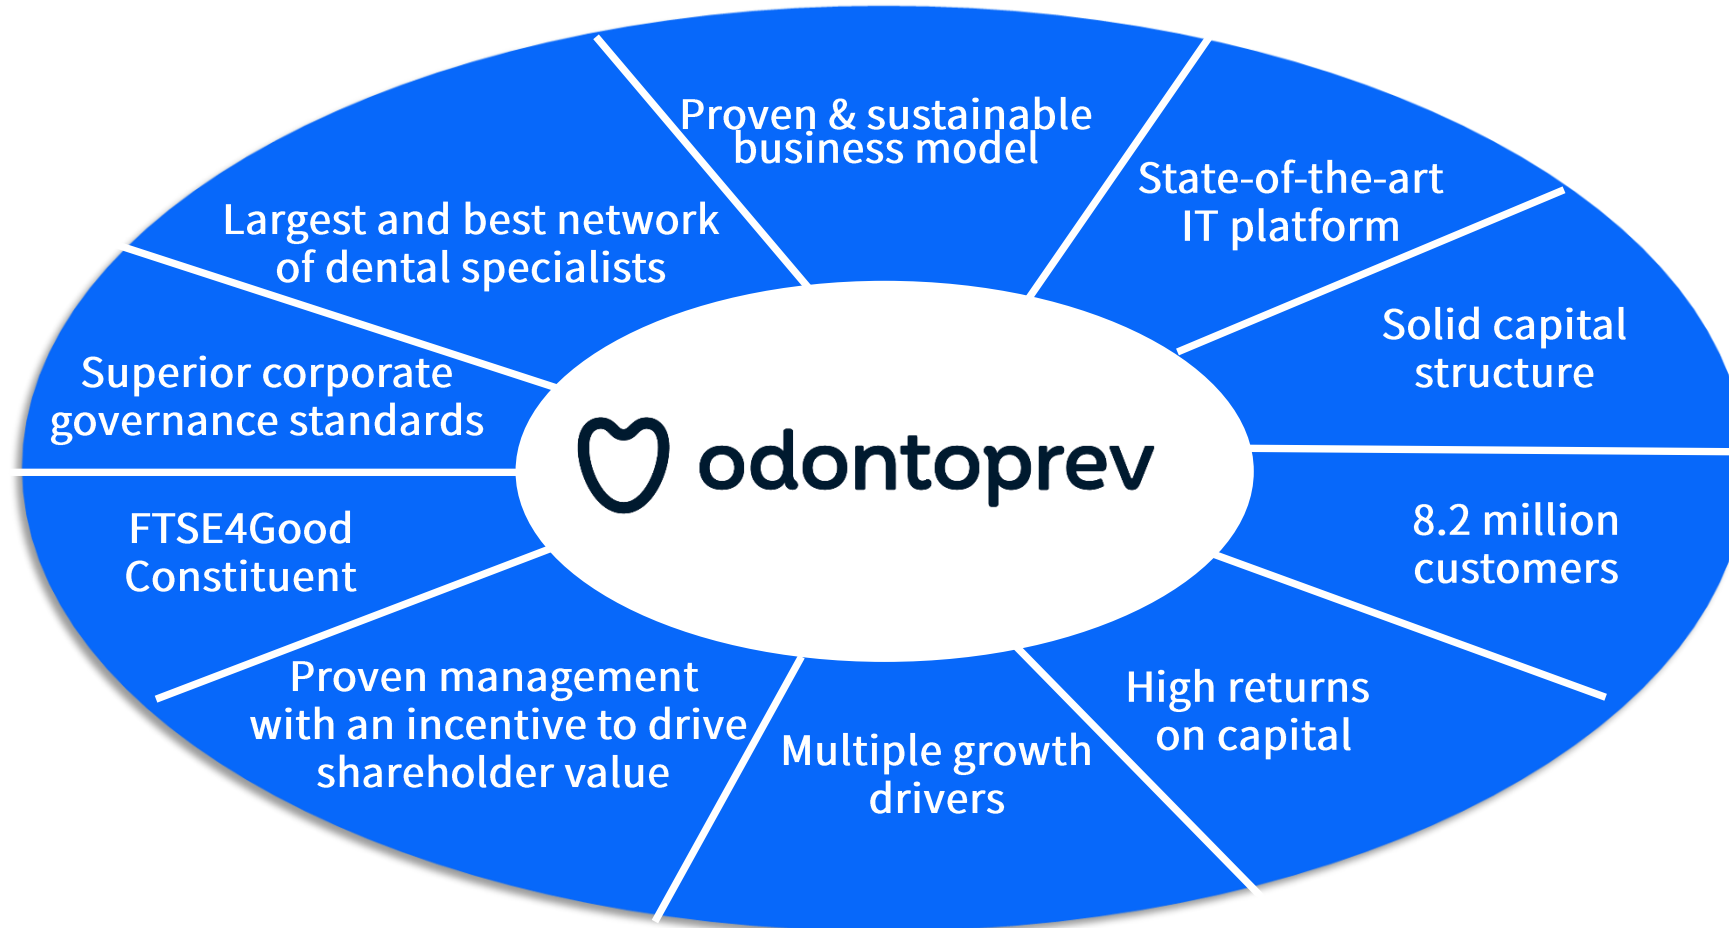 Proven & sustainable
business model
State-of-the-art
IT platform
Solid capital
structure
8.2 million
customers
High returns
on capital
Multiple growth
drivers
Proven management
with an incentive to drive
shareholder value
FTSE4Good
Constituent
Superior corporate
governance standards
Largest and best network
of dental specialists
odontoprev